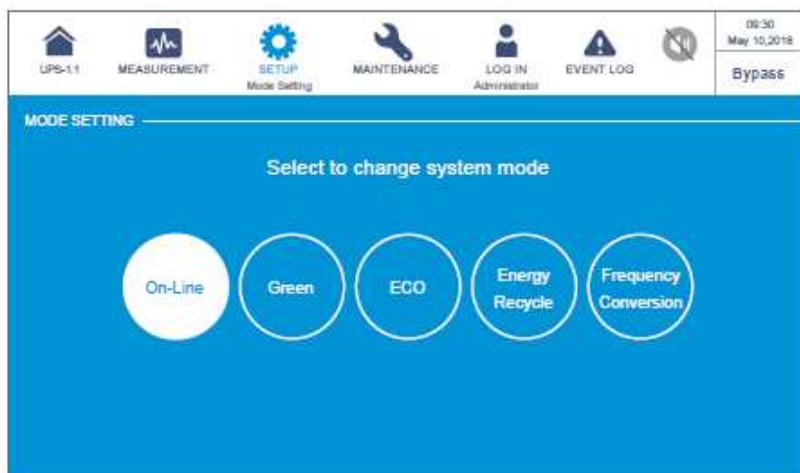 09:30
May 10,2018
UPS-1.1
MEASUREMENT
SETUP
Mode Setting
MAINTENANCE
LOG IN
Administrator
EVENT LOG
Bypass
MODE SETTING
Select to change system mode
On-Line
Green
ECO
Energy
Recycle
Frequency
Conversion